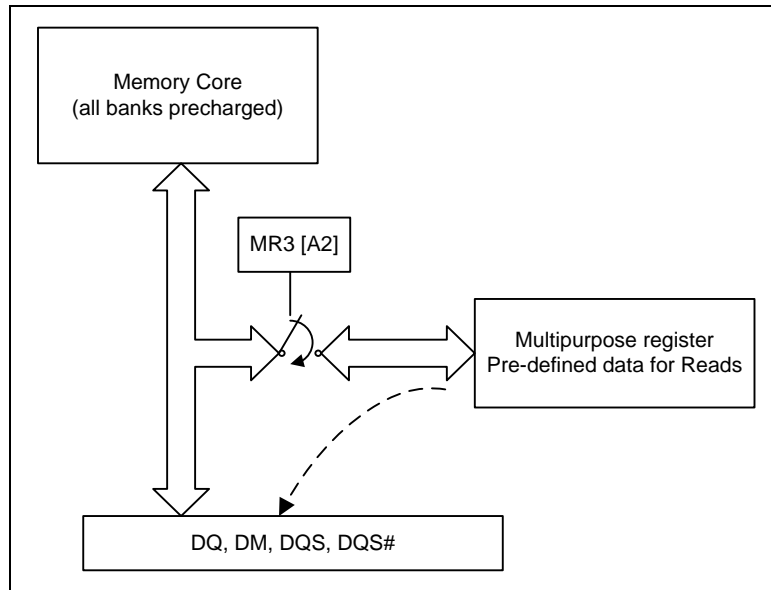 Memory Core
(all banks precharged)
MR3 [A2]
Multipurpose register
Pre-defined data for Reads
DQ, DM, DQS, DQS#